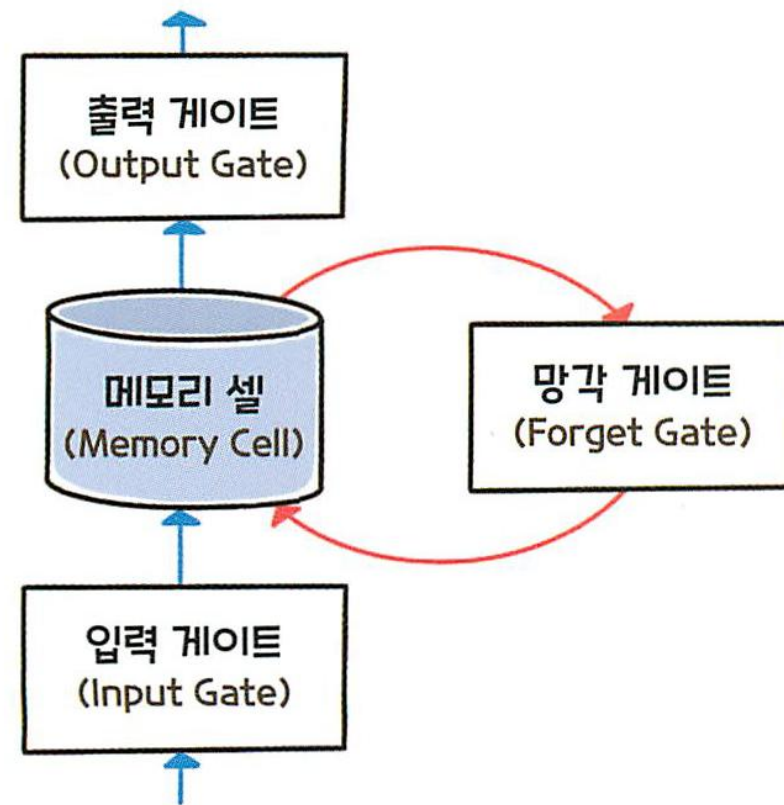 출력 게이트
(Output Gate)
메모리 셀
(Memory Cell)
망각 게이트
(Forget Gate)
입력 게이트
(Input Gate)